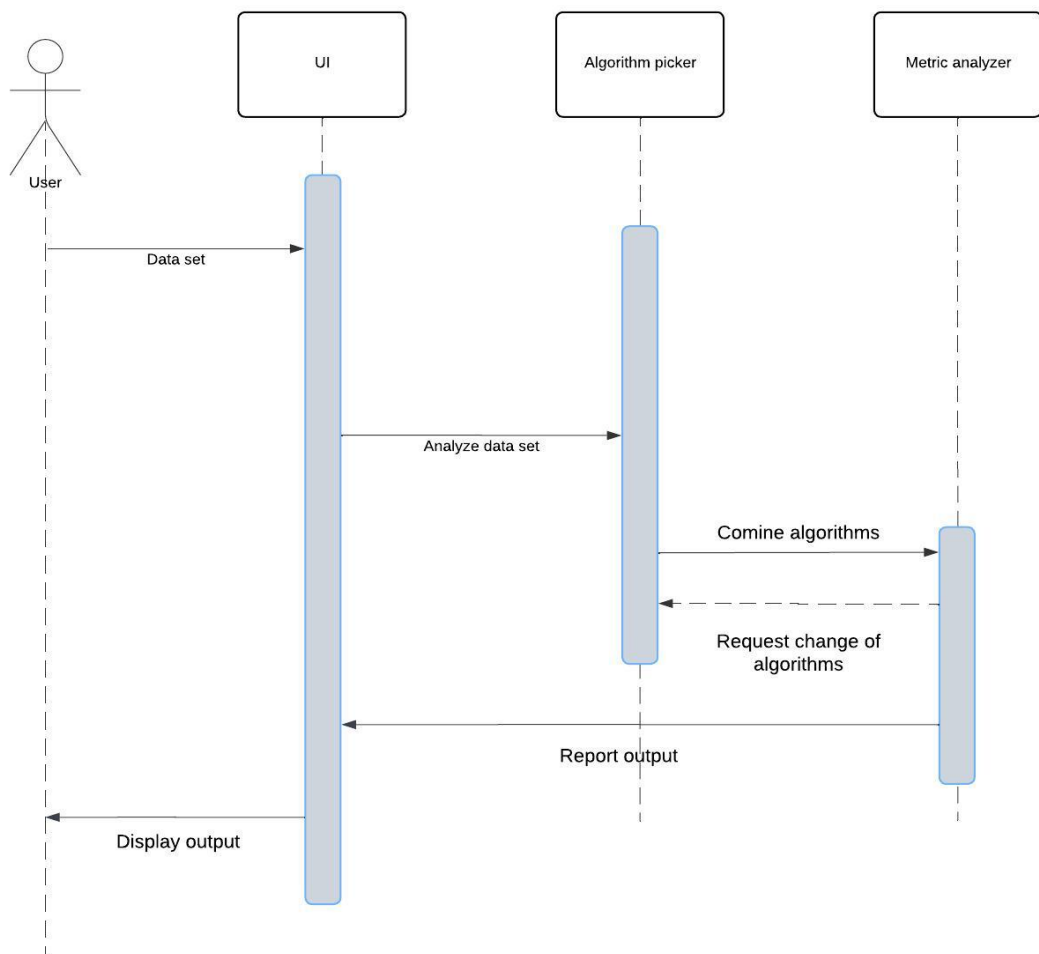 UI
Algorithm picker
Metric analyzer
User
Data set
Analyze data set
Comine algorithms
Request change of
algorithms
Report output
Display output